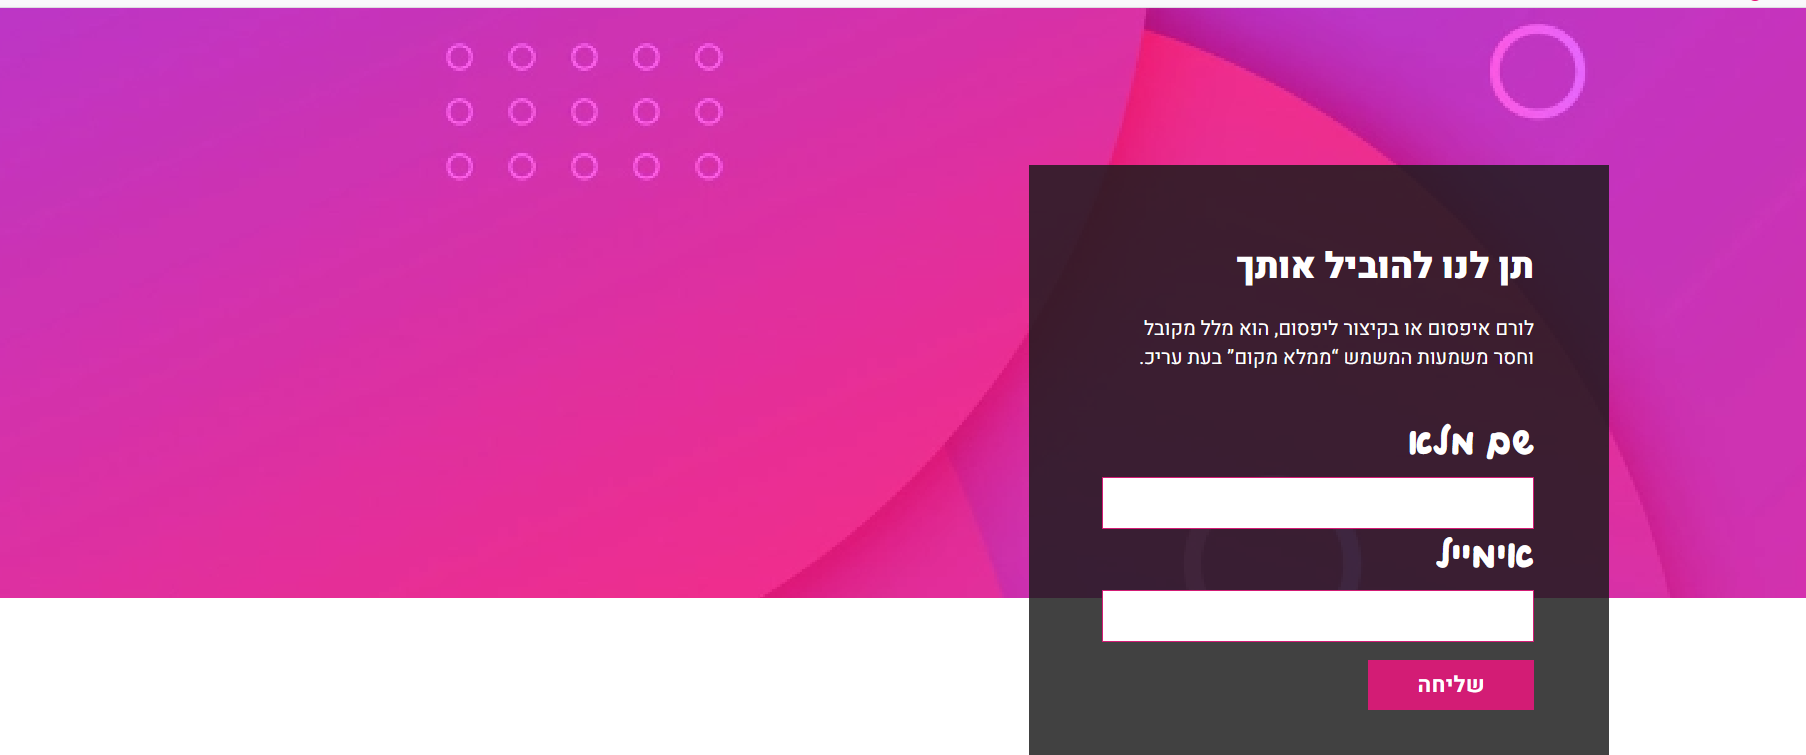 תן לנו להוביל אותך
לורם איפסום או בקיצור ליפסום, הוא מלל מקובל
וחסר משמעות המשמש “ממלא מקום” בעת עריכ.
שם מלא
אימייל
שליחה